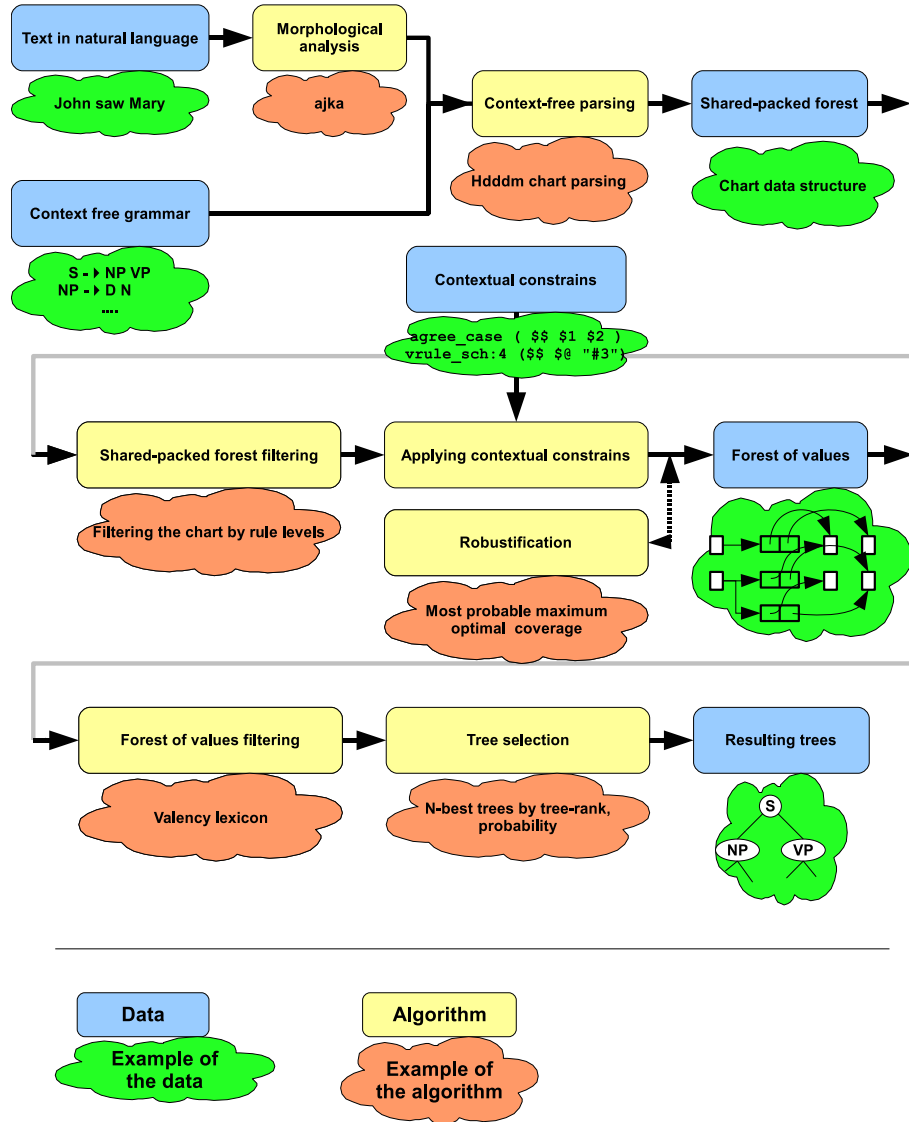 Text in natural language
Morphological
analysis
John saw Mary
ajka
Context-free parsing
Shared-packed forest
Hdddm chart parsing
Chart data structure
Context free grammar
S - ▸ NP VP
NP - ▸ D N
....
Contextual constrains
agree_case ( $$ $1 $2 )
vrule_sch:4 ($$ $@ "#3")
Shared-packed forest filtering
Applying contextual constrains
Forest of values
Filtering the chart by rule levels
Robustification
Most probable maximum
optimal coverage
Forest of values filtering
Tree selection
Resulting trees
Valency lexicon
N-best trees by tree-rank,
probability
S
NP
VP
Data
Algorithm
Example of
the data
Example of
the algorithm